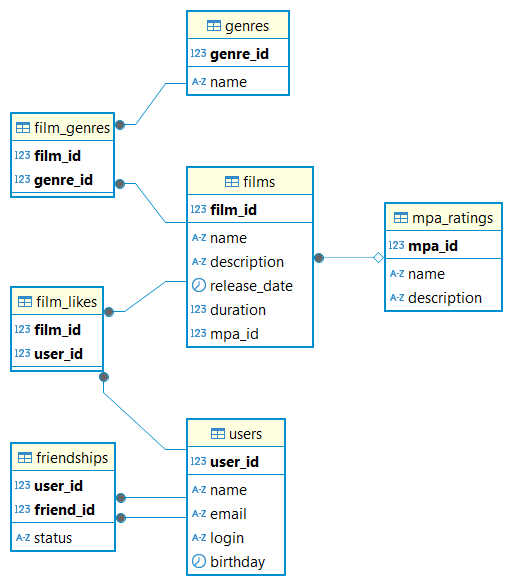 genres
123 genre_id
A-Z name
film_genres
123 film_id
123 genre_id
films
123 film_id
A-Z name
A-Z description
release_date
123 duration
123 mpa_id
mpa_ratings
123 mpa_id
A-Z name
A-Z description
film_likes
123 film_id
123 user_id
users
123 user_id
A-Z name
A-Z email
A-Z login
birthday
friendships
123 user_id
123 friend_id
A-Z status